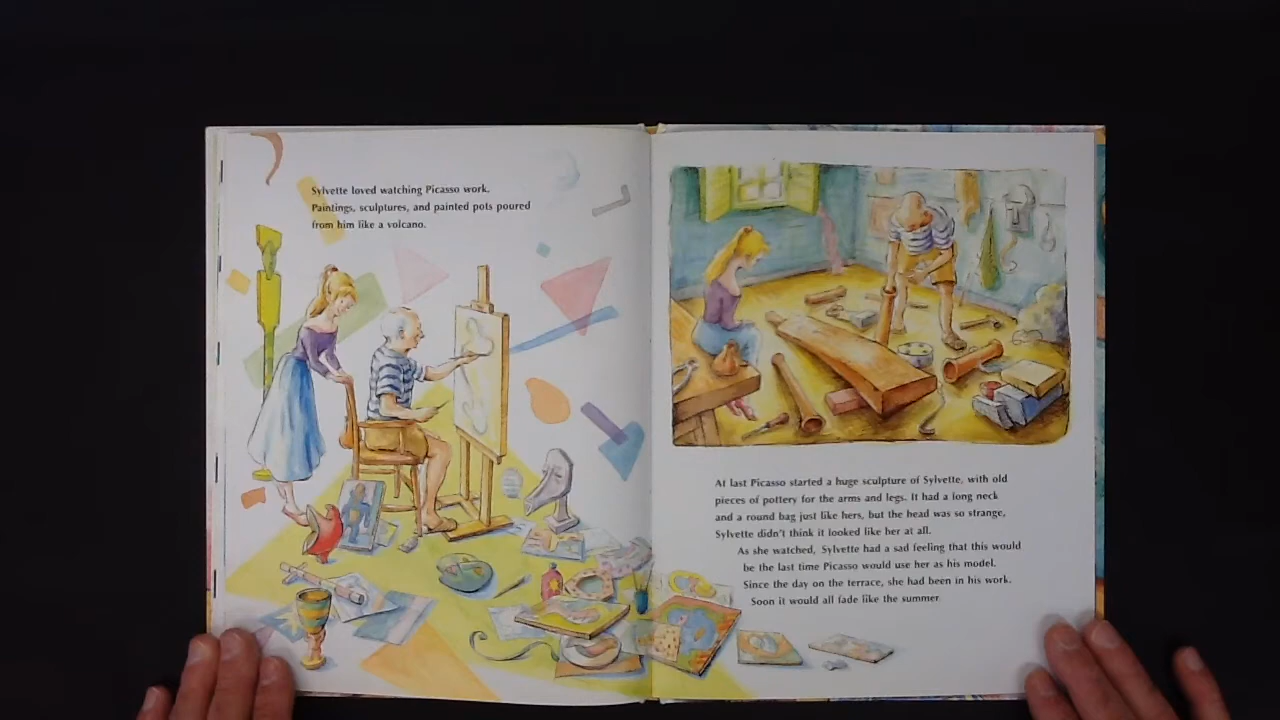 Sylvette loved watching Picasso work.
Paintings, sculptures, and painted pots poured
from him like a volcano.
At last Picasso started a huge sculpture of Sylvette, with old
pieces of pottery for the arms and legs. It had a long neck
and a round bag just like hers, but the head was so strange,
Sylvette didn't think it looked like her at all.
As she watched, Sylvette had a sad feeling that this would
be the last time Picasso would use her as his model.
Since the day on the terrace, she had been in his work.
Soon it would all fade like the summer